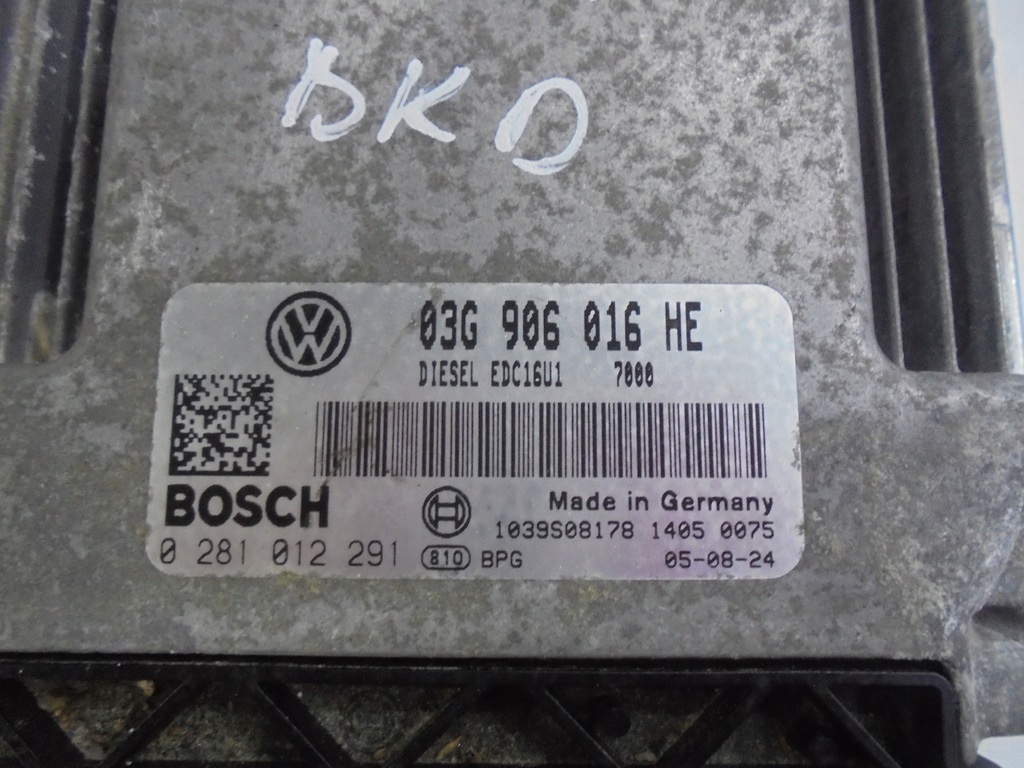 BKD
03G 906 016 HE
DIESEL EDC16U1 7000
BOSCH
Made in Germany
1039S08178 1405 0075
0 281 012 291 810 BPG 05-08-24